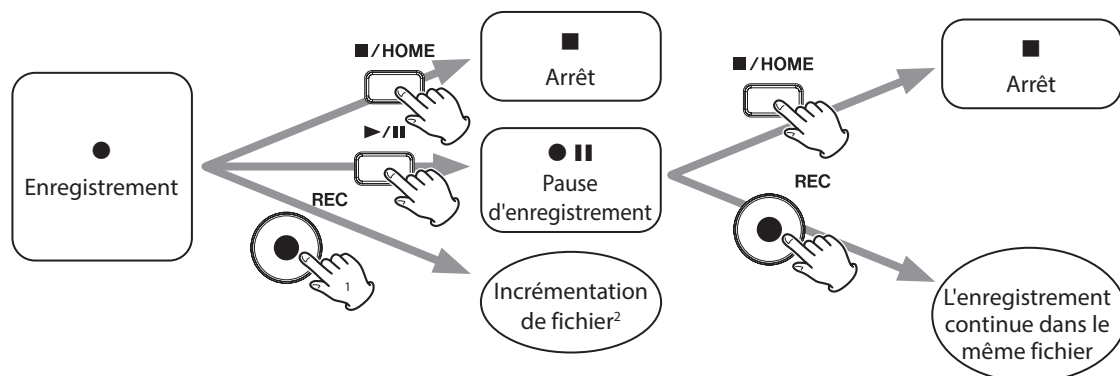 ● Enregistrement
■/HOME
■
Arrêt
►/II
● II
Pause
d'enregistrement
REC
1
Incrémentation
de fichier²
■/HOME
■
Arrêt
REC
L'enregistrement
continue dans le
même fichier